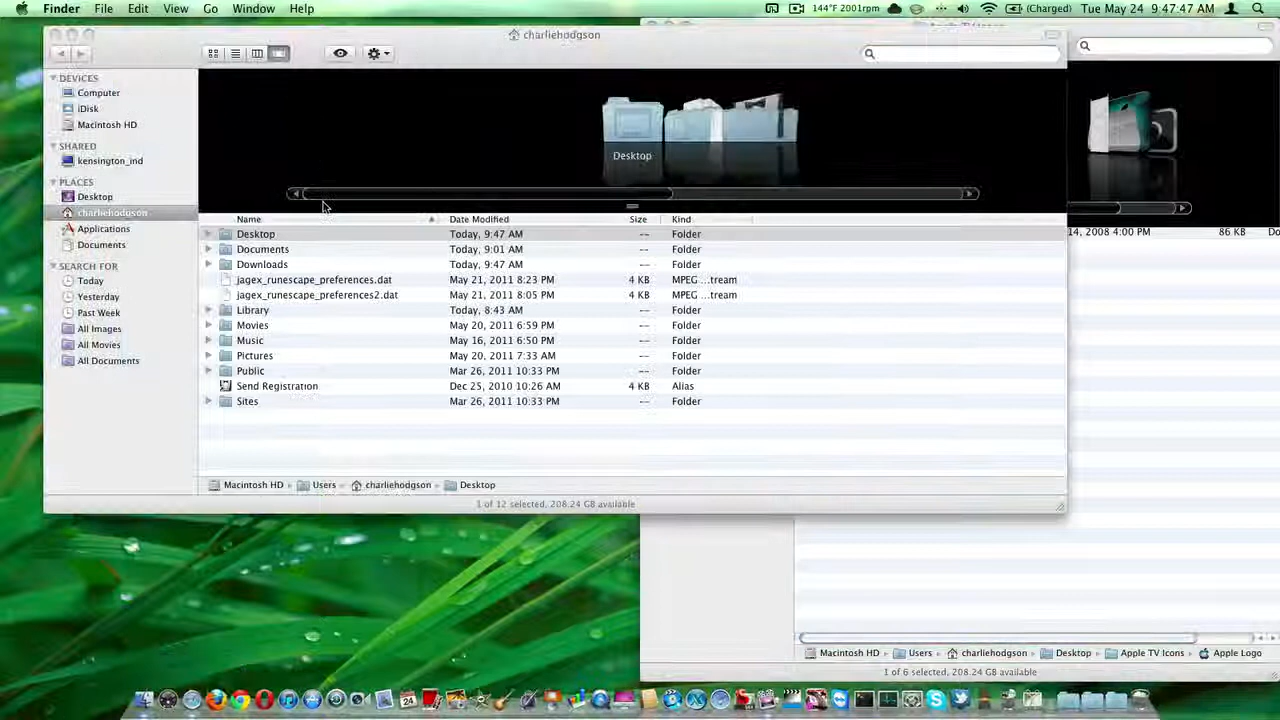 Finder File Edit View Go Window Help
144°F 2001rpm (Charged) Tue May 24 9:47:47 AM
charliehodgson
DEVICES
Computer
iDisk
Macintosh HD
SHARED
kensington_ind
PLACES
Desktop
charliehodgson
Applications
Documents
SEARCH FOR
Today
Yesterday
Past Week
All Images
All Movies
All Documents
Desktop
Name Date Modified Size Kind
Desktop Today, 9:47 AM -- Folder
Documents Today, 9:01 AM -- Folder
Downloads Today, 9:47 AM -- Folder
jagex_runescape_preferences.dat May 21, 2011 8:23 PM 4 KB MPEG ...tream
jagex_runescape_preferences2.dat May 21, 2011 8:05 PM 4 KB MPEG ...tream
Library Today, 8:43 AM -- Folder
Movies May 20, 2011 6:59 PM -- Folder
Music May 16, 2011 6:50 PM -- Folder
Pictures May 20, 2011 7:33 AM -- Folder
Public Mar 26, 2011 10:33 PM -- Folder
Send Registration Dec 25, 2010 10:26 AM 4 KB Alias
Sites Mar 26, 2011 10:33 PM -- Folder
Macintosh HD Users charliehodgson Desktop
1 of 12 selected, 208.24 GB available
14, 2008 4:00 PM 86 KB Do
Macintosh HD Users charliehodgson Desktop Apple TV Icons Apple Logo
1 of 6 selected, 208.24 GB available
24